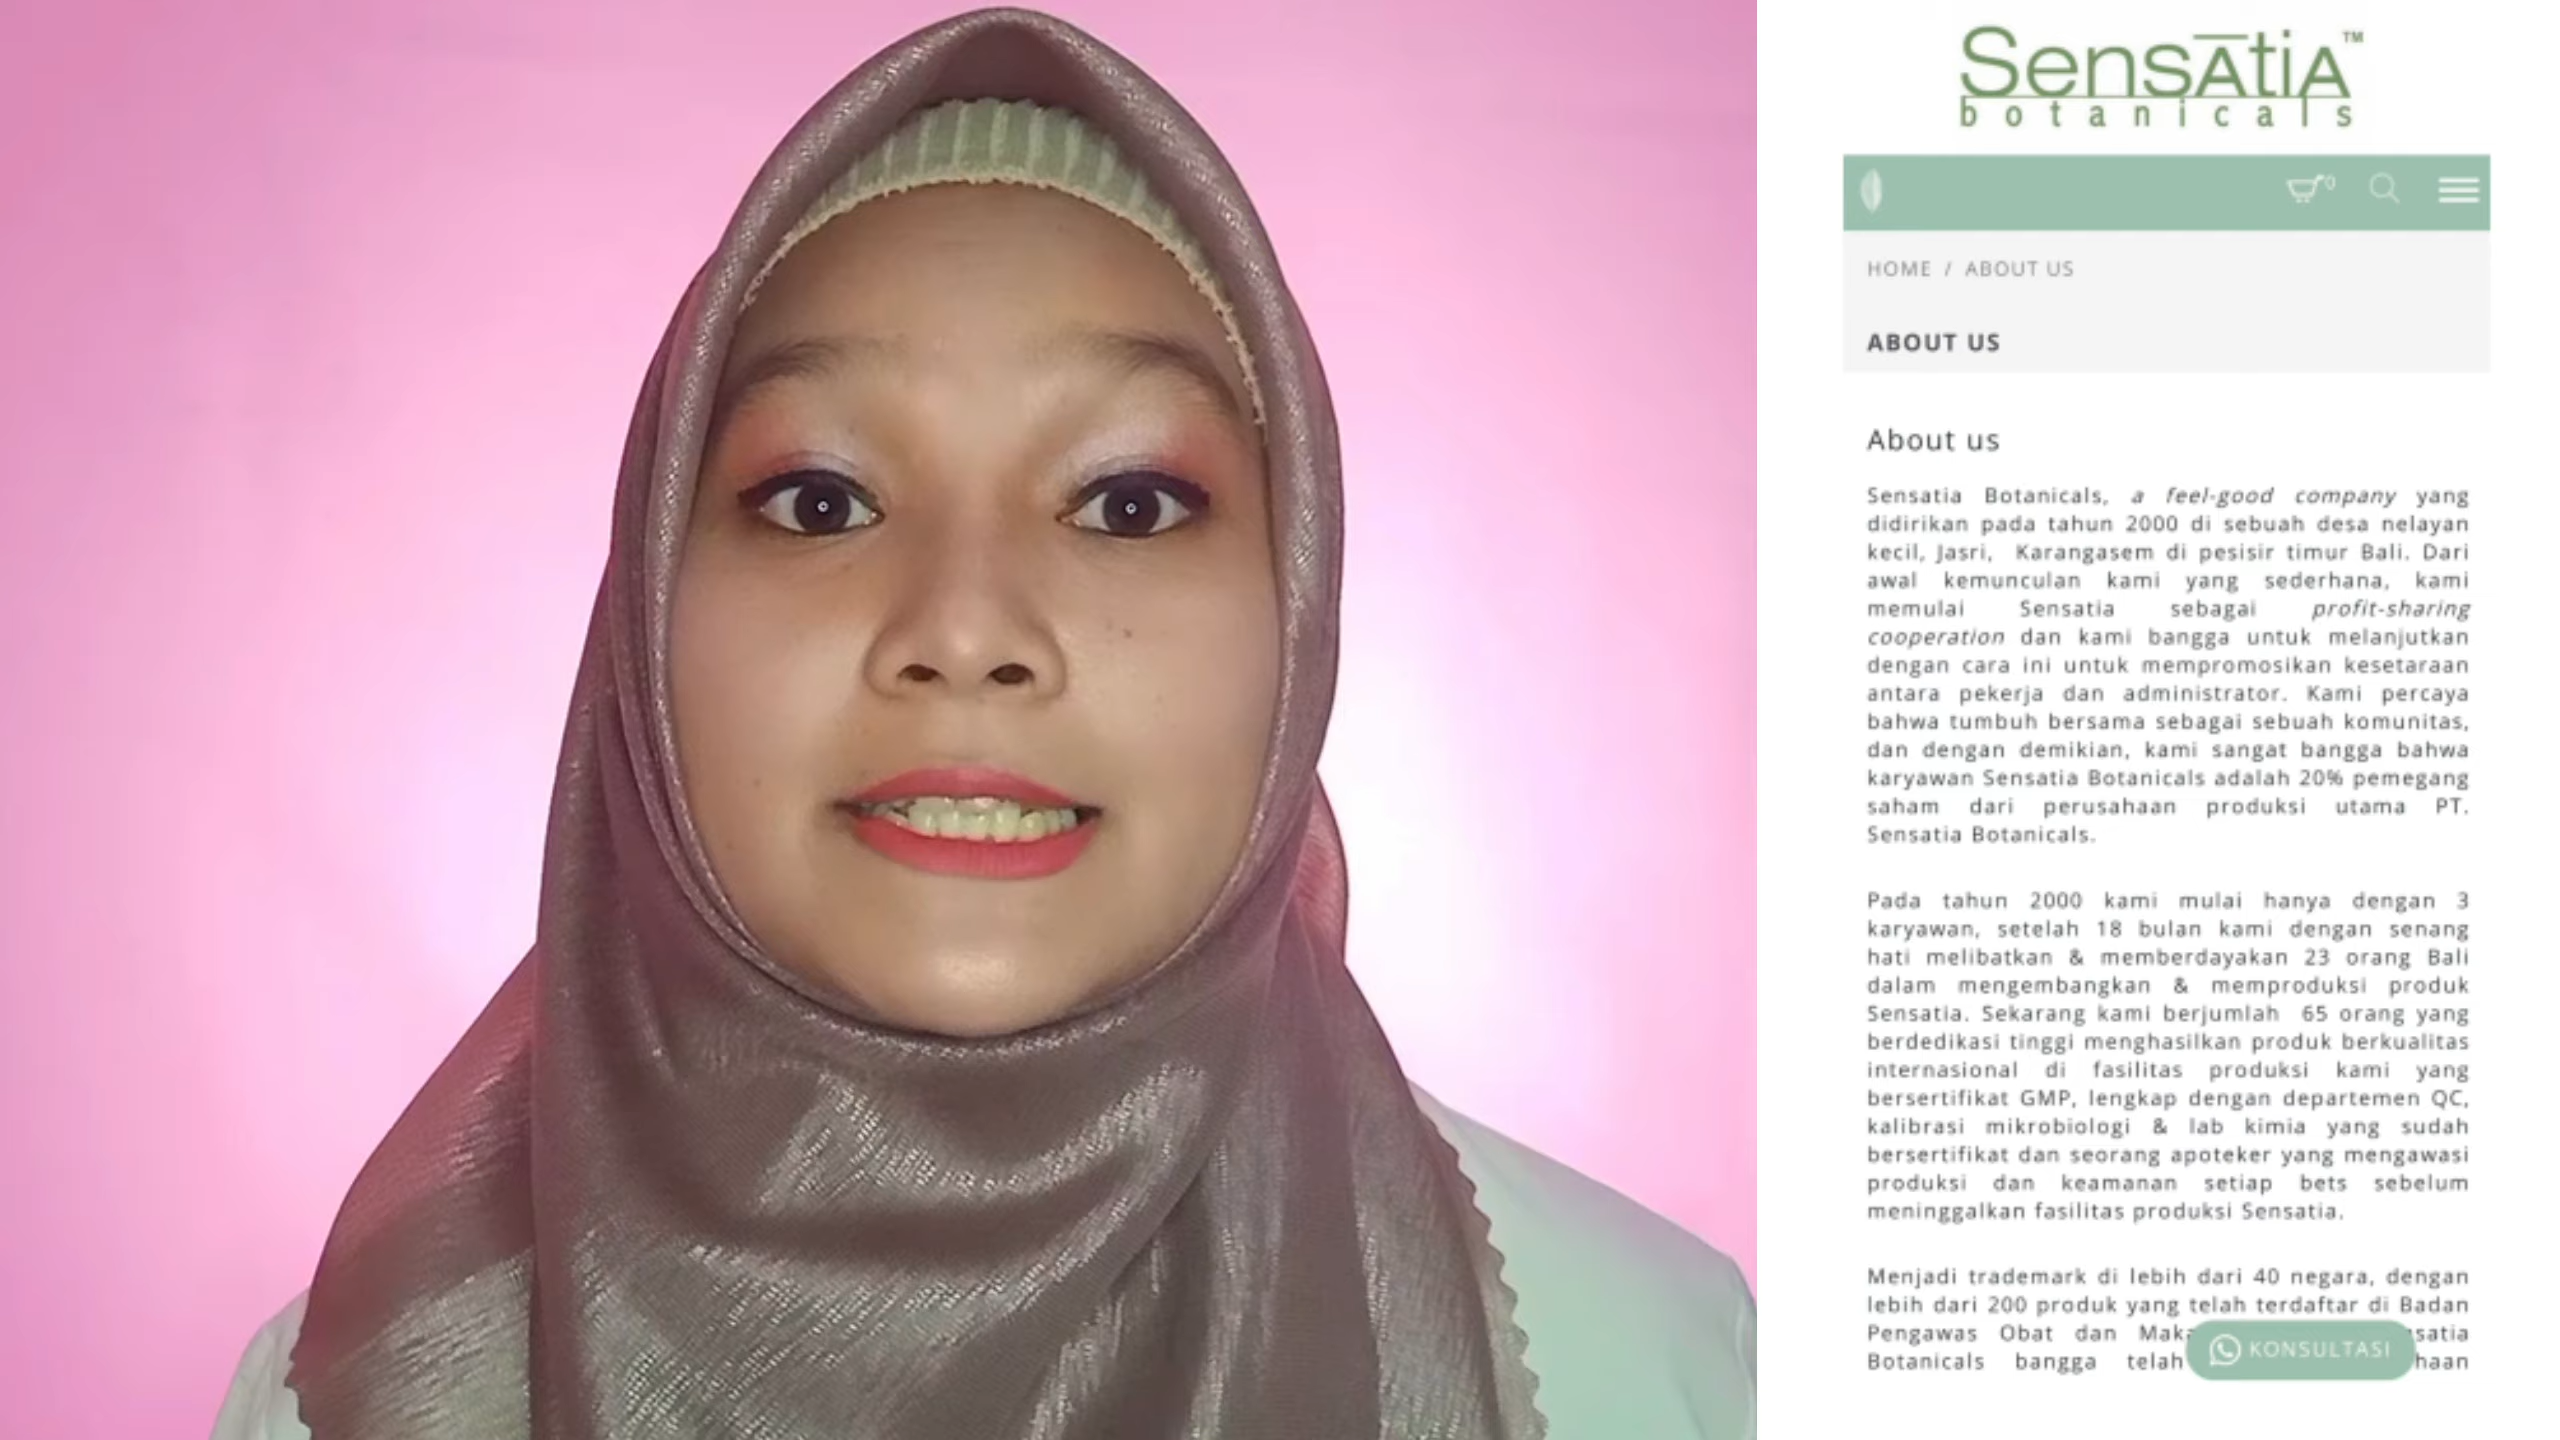 SensĀtiA™
botanicals
0
HOME / ABOUT US
ABOUT US
About us
Sensatia Botanicals, a feel-good company yang
didirikan pada tahun 2000 di sebuah desa nelayan
kecil, Jasri, Karangasem di pesisir timur Bali. Dari
awal kemunculan kami yang sederhana, kami
memulai Sensatia sebagai profit-sharing
cooperation dan kami bangga untuk melanjutkan
dengan cara ini untuk mempromosikan kesetaraan
antara pekerja dan administrator. Kami percaya
bahwa tumbuh bersama sebagai sebuah komunitas,
dan dengan demikian, kami sangat bangga bahwa
karyawan Sensatia Botanicals adalah 20% pemegang
saham dari perusahaan produksi utama PT.
Sensatia Botanicals.
Pada tahun 2000 kami mulai hanya dengan 3
karyawan, setelah 18 bulan kami dengan senang
hati melibatkan & memberdayakan 23 orang Bali
dalam mengembangkan & memproduksi produk
Sensatia. Sekarang kami berjumlah 65 orang yang
berdedikasi tinggi menghasilkan produk berkualitas
internasional di fasilitas produksi kami yang
bersertifikat GMP, lengkap dengan departemen QC,
kalibrasi mikrobiologi & lab kimia yang sudah
bersertifikat dan seorang apoteker yang mengawasi
produksi dan keamanan setiap bets sebelum
meninggalkan fasilitas produksi Sensatia.
Menjadi trademark di lebih dari 40 negara, dengan
lebih dari 200 produk yang telah terdaftar di Badan
Pengawas Obat dan
Botanicals bangga telah
KONSULTASI